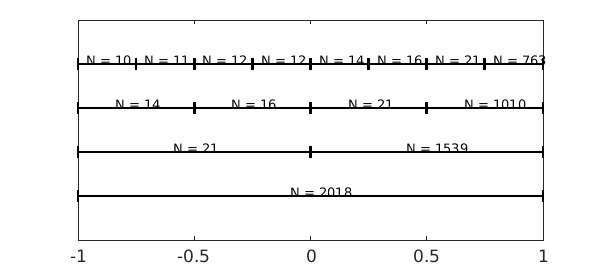 N = 10 N = 11 N = 12 N = 12 N = 14 N = 16 N = 21 N = 763
N = 14 N = 16 N = 21 N = 1010
N = 21 N = 1539
N = 2018
-1 -0.5 0 0.5 1